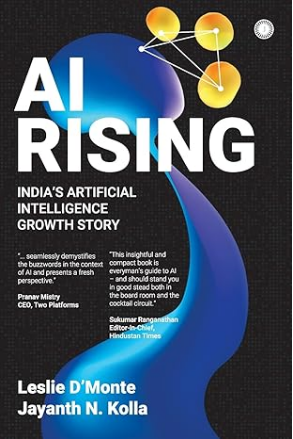 AI
RISING
INDIA'S ARTIFICIAL
INTELLIGENCE
GROWTH STORY
"... seamlessly demystifies
the buzzwords in the context
of AI and presents a fresh
perspective."
Pranav Mistry
CEO, Two Platforms
"This insightful and
compact book is
everyman's guide to AI
– and should stand you
in good stead both in
the board room and the
cocktail circuit."
Sukumar Ranganathan
Editor-in-Chief,
Hindustan Times
Leslie D'Monte
Jayanth N. Kolla